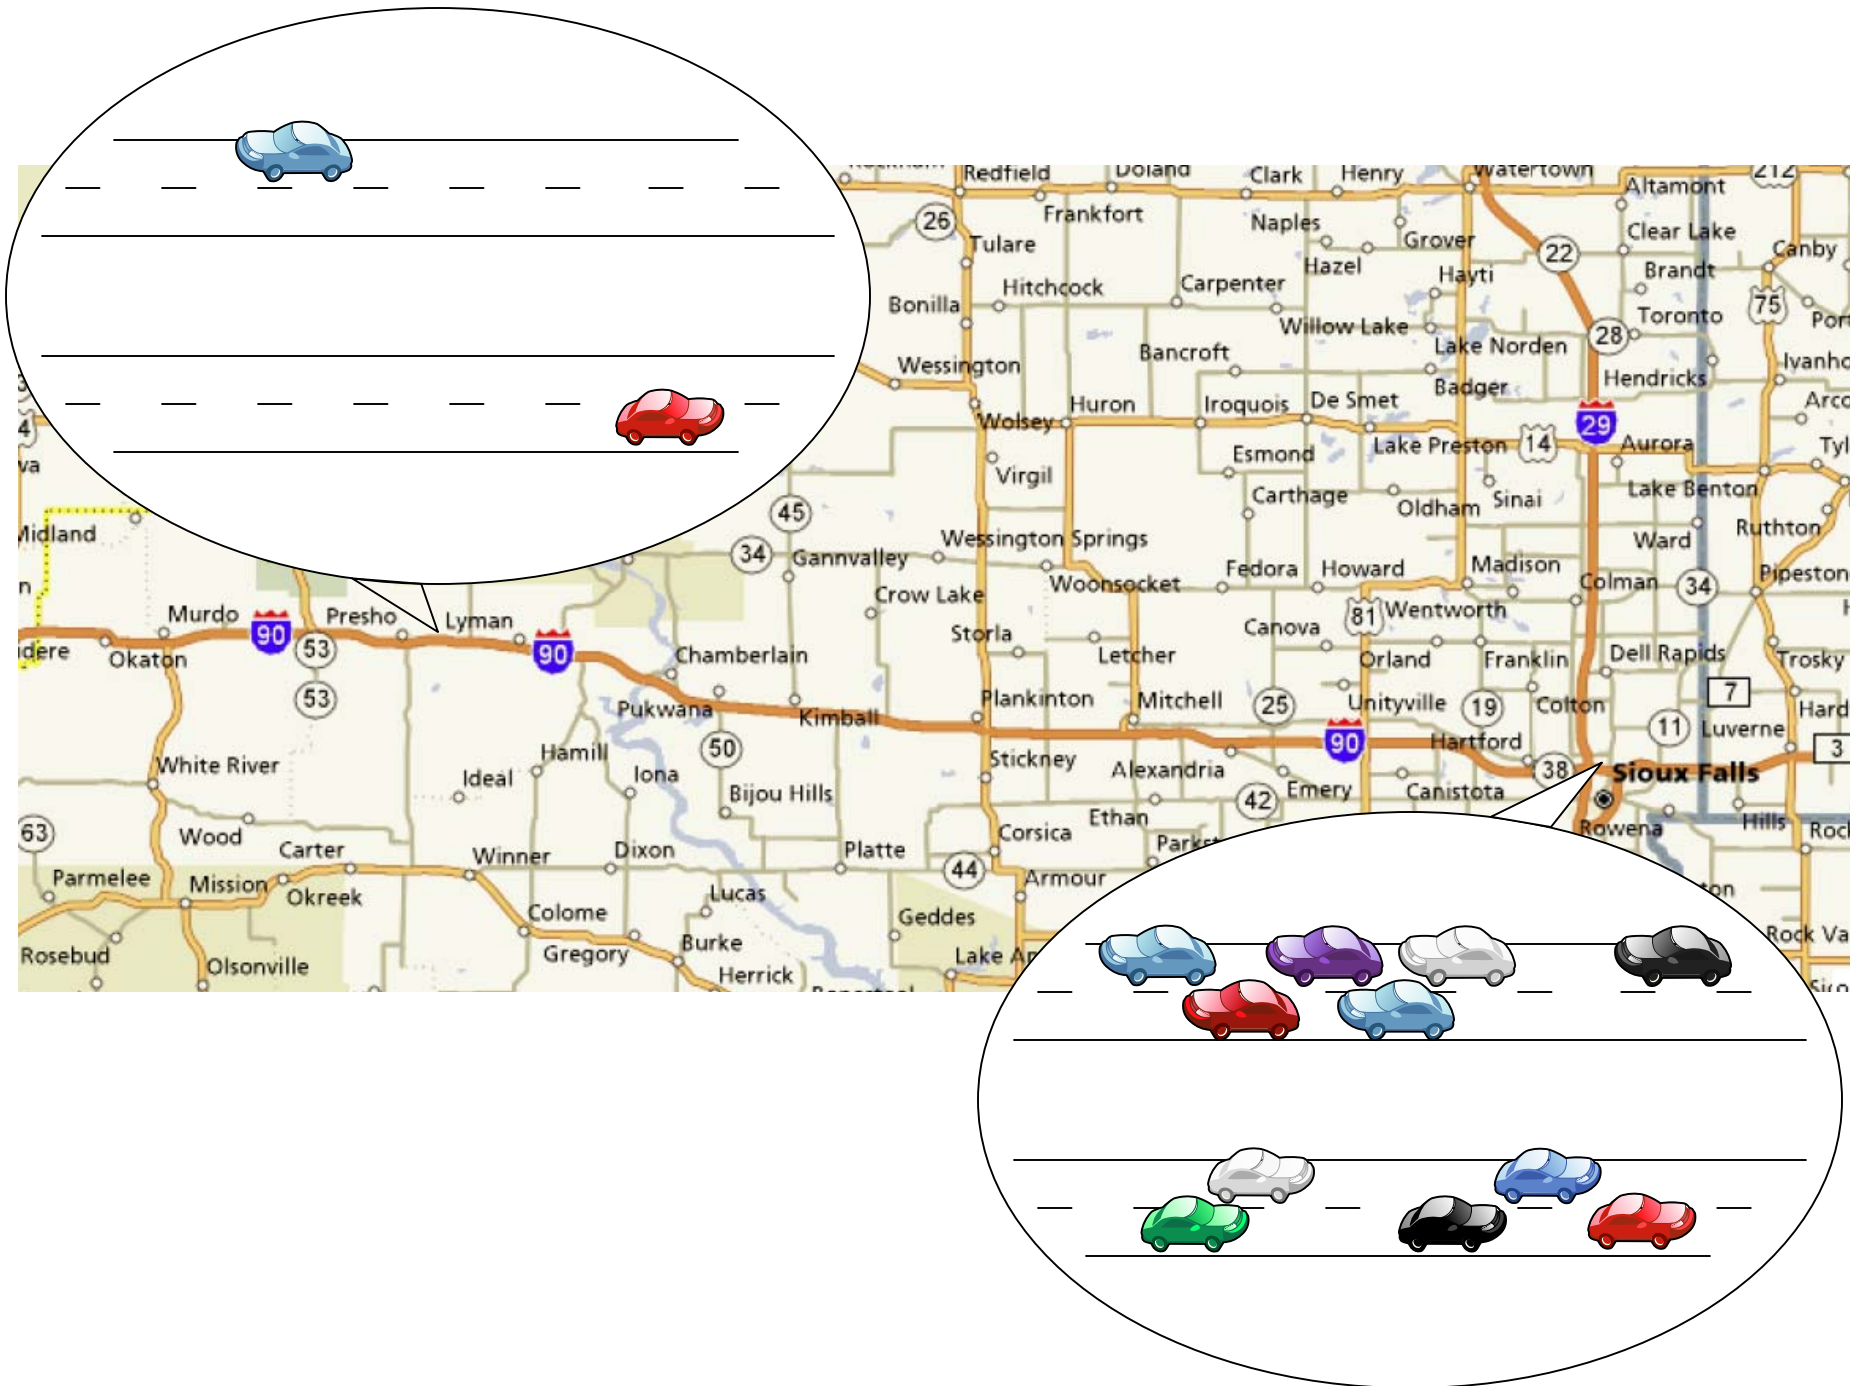 Redfield
Doland
Clark
Henry
Watertown
212
Altamont
Frankfort
26
Naples
Grover
Clear Lake
Tulare
22
Canby
Hazel
Hayti
Brandt
Hitchcock
Carpenter
Bonilla
75
Toronto
Willow Lake
28
Lake Norden
Bancroft
Wessington
Hendricks
Badger
Huron
Iroquois
De Smet
Wolsey
29
14
Aurora
Lake Preston
Esmond
Virgil
Lake Benton
Carthage
Sinai
Oldham
45
Ruthton
Midland
Wessington Springs
Ward
34
Gannvalley
Fedora
Howard
Madison
Woonsocket
Colman
34
Crow Lake
Murdo
Presho
Lyman
81
Wentworth
90
Storla
Canova
53
90
Okaton
Chamberlain
Letcher
Orland
Franklin
Dell Rapids
Trosky
53
Plankinton
Mitchell
25
Unityville
19
Colton
7
Pukwana
Kimball
11
Luverne
50
90
Hartford
3
Hamill
White River
Ideal
Iona
Stickney
Alexandria
38
Sioux Falls
Bijou Hills
Emery
Canistota
42
63
Wood
Ethan
Rowena
Hills
Corsica
Carter
Winner
Dixon
Platte
44
Parmelee
Mission
Okreek
Lucas
Armour
Colome
Geddes
Rosebud
Olsonville
Gregory
Burke
Herrick